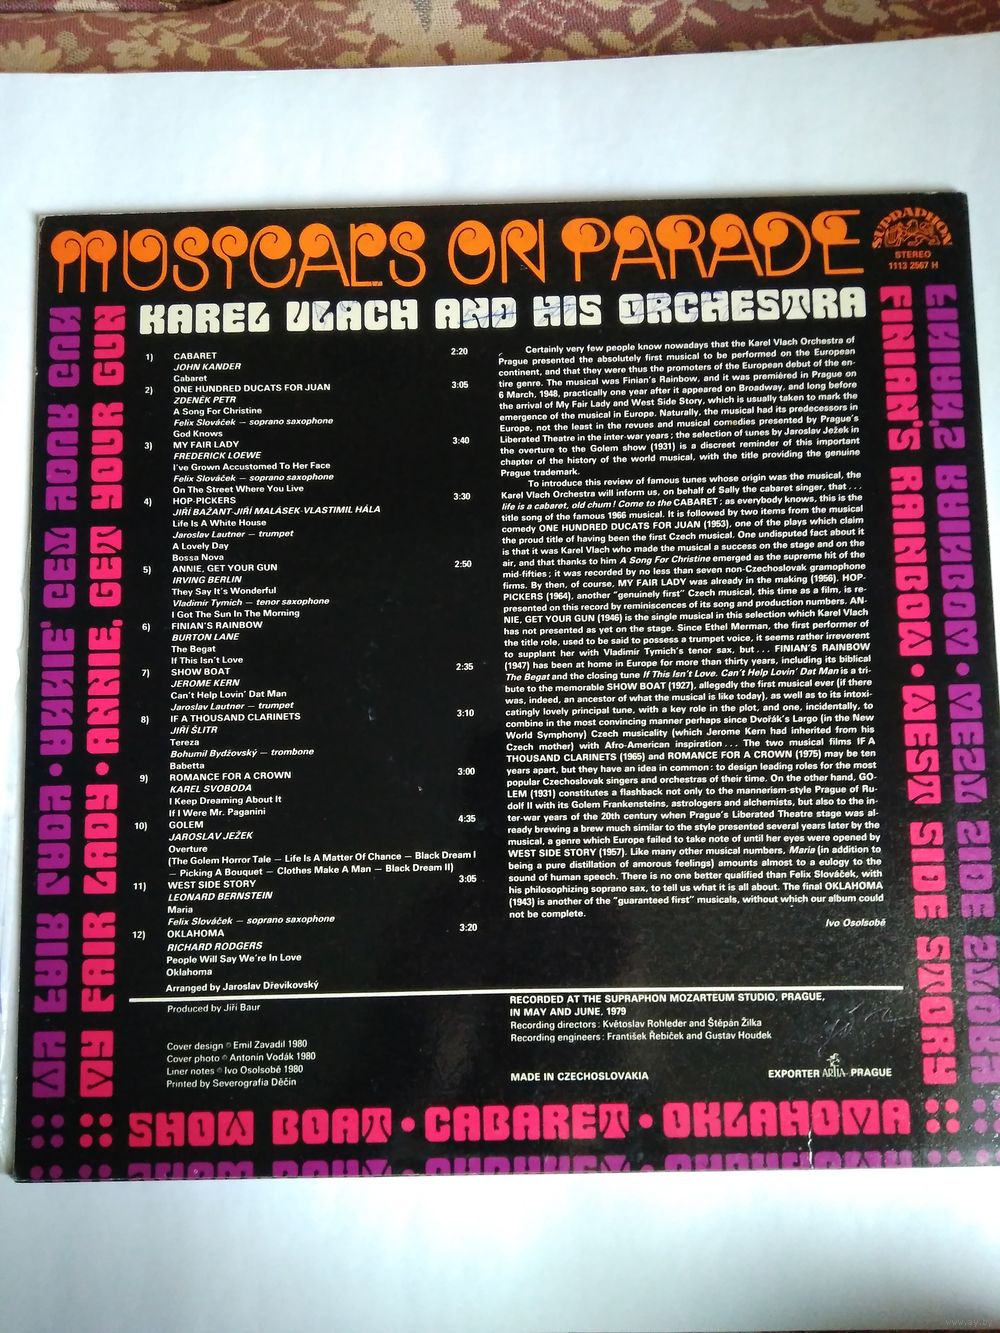 MUSICALS ON PARADE
SUPRAPHON
STEREO
1113 2567 H
KAREL VLACH AND HIS ORCHESTRA
1) CABARET 2:20
JOHN KANDER
Cabaret
2) ONE HUNDRED DUCATS FOR JUAN 3:05
ZDENĚK PETR
A Song For Christine
Felix Slováček — soprano saxophone
God Knows
3) MY FAIR LADY 3:40
FREDERICK LOEWE
I've Grown Accustomed To Her Face
Felix Slováček — soprano saxophone
On The Street Where You Live
4) HOP-PICKERS 3:30
JIŘÍ BAŽANT-JIŘÍ MALÁSEK-VLASTIMIL HÁLA
Life Is A White House
Jaroslav Lautner — trumpet
A Lovely Day
Bossa Nova
5) ANNIE, GET YOUR GUN 2:50
IRVING BERLIN
They Say It's Wonderful
Vladimír Tymich — tenor saxophone
I Got The Sun In The Morning
6) FINIAN'S RAINBOW
BURTON LANE
The Begat
If This Isn't Love
7) SHOW BOAT 2:35
JEROME KERN
Can't Help Lovin' Dat Man
Jaroslav Lautner — trumpet
8) IF A THOUSAND CLARINETS 3:10
JIŘÍ ŠLITR
Tereza
Bohumil Bydžovský — trombone
Babetta
9) ROMANCE FOR A CROWN 3:00
KAREL SVOBODA
I Keep Dreaming About It
If I Were Mr. Paganini
10) GOLEM 4:35
JAROSLAV JEŽEK
Overture
(The Golem Horror Tale — Life Is A Matter Of Chance — Black Dream I
— Picking A Bouquet — Clothes Make A Man — Black Dream II)
11) WEST SIDE STORY 3:05
LEONARD BERNSTEIN
Maria
Felix Slováček — soprano saxophone
12) OKLAHOMA 3:20
RICHARD RODGERS
People Will Say We're In Love
Oklahoma
Arranged by Jaroslav Dřevikovský
Certainly very few people know nowadays that the Karel Vlach Orchestra of
Prague presented the absolutely first musical to be performed on the European
continent, and that they were thus the promoters of the European debut of the en-
tire genre. The musical was Finian's Rainbow, and it was premièred in Prague on
6 March, 1948, practically one year after it appeared on Broadway, and long before
the arrival of My Fair Lady and West Side Story, which is usually taken to mark the
emergence of the musical in Europe. Naturally, the musical had its predecessors in
Europe, not the least in the revues and musical comedies presented by Prague's
Liberated Theatre in the inter-war years; the selection of tunes by Jaroslav Ježek in
the overture to the Golem show (1931) is a discreet reminder of this important
chapter of the history of the world musical, with the title providing the genuine
Prague trademark.
To introduce this review of famous tunes whose origin was the musical, the
Karel Vlach Orchestra will inform us, on behalf of Sally the cabaret singer, that...
life is a cabaret, old chum! Come to the CABARET; as everybody knows, this is the
title song of the famous 1966 musical. It is followed by two items from the musical
comedy ONE HUNDRED DUCATS FOR JUAN (1953), one of the plays which claim
the proud title of having been the first Czech musical. One undisputed fact about it
is that it was Karel Vlach who made the musical a success on the stage and on the
air, and that thanks to him A Song For Christine emerged as the supreme hit of the
mid-fifties; it was recorded by no less than seven non-Czechoslovak gramophone
firms. By then, of course, MY FAIR LADY was already in the making (1956). HOP-
PICKERS (1964), another "genuinely first" Czech musical, this time as a film, is re-
presented on this record by reminiscences of its song and production numbers. AN-
NIE, GET YOUR GUN (1946) is the single musical in this selection which Karel Vlach
has not presented as yet on the stage. Since Ethel Merman, the first performer of
the title role, used to be said to possess a trumpet voice, it seems rather irreverent
to supplant her with Vladimír Tymich's tenor sax, but... FINIAN'S RAINBOW
(1947) has been at home in Europe for more than thirty years, including its biblical
The Begat and the closing tune If This Isn't Love. Can't Help Lovin' Dat Man is a tri-
bute to the memorable SHOW BOAT (1927), allegedly the first musical ever (if there
was, indeed, an ancestor of what the musical is like today), as well as to its intoxi-
catingly lovely principal tune, with a key role in the plot, and one, incidentally, to
combine in the most convincing manner perhaps since Dvořák's Largo (in the New
World Symphony) Czech musicality (which Jerome Kern had inherited from his
Czech mother) with Afro-American inspiration... The two musical films IF A
THOUSAND CLARINETS (1965) and ROMANCE FOR A CROWN (1975) may be ten
years apart, but they have an idea in common: to design leading roles for the most
popular Czechoslovak singers and orchestras of their time. On the other hand, GO-
LEM (1931) constitutes a flashback not only to the mannerism-style Prague of Ru-
dolf II with its Golem Frankensteins, astrologers and alchemists, but also to the in-
ter-war years of the 20th century when Prague's Liberated Theatre stage was al-
ready brewing a brew much similar to the style presented several years later by the
musical, a genre which Europe failed to take note of until her eyes were opened by
WEST SIDE STORY (1957). Like many other musical numbers, Maria (in addition to
being a pure distillation of amorous feelings) amounts almost to a eulogy to the
sound of human speech. There is no one better qualified than Felix Slováček, with
his philosophizing soprano sax, to tell us what it is all about. The final OKLAHOMA
(1943) is another of the "guaranteed first" musicals, without which our album could
not be complete.
Ivo Osolsobě
Produced by Jiří Baur
Cover design © Emil Zavadil 1980
Cover photo © Antonín Vodák 1980
Liner notes © Ivo Osolsobě 1980
Printed by Severografia Děčín
RECORDED AT THE SUPRAPHON MOZARTEUM STUDIO, PRAGUE,
IN MAY AND JUNE, 1979
Recording directors: Květoslav Rohleder and Štěpán Žilka
Recording engineers: František Řebíček and Gustav Houdek
MADE IN CZECHOSLOVAKIA
EXPORTER ARTIA PRAGUE
MY FAIR LADY • ANNIE, GET YOUR GUN
FINIAN'S RAINBOW • WEST SIDE STORY
SHOW BOAT • CABARET • OKLAHOMA
www.ay.by